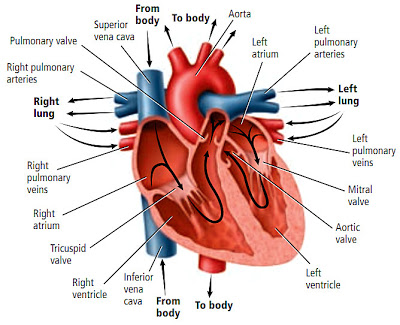 From
body
To body
Aorta
Superior
vena cava
Pulmonary valve
Right pulmonary
arteries
Right
lung
Left
atrium
Left
pulmonary
arteries
Left
lung
Right
pulmonary
veins
Right
atrium
Tricuspid
valve
Right
ventricle
Inferior
vena
cava
From
body
To body
Left
pulmonary
veins
Mitral
valve
Aortic
valve
Left
ventricle